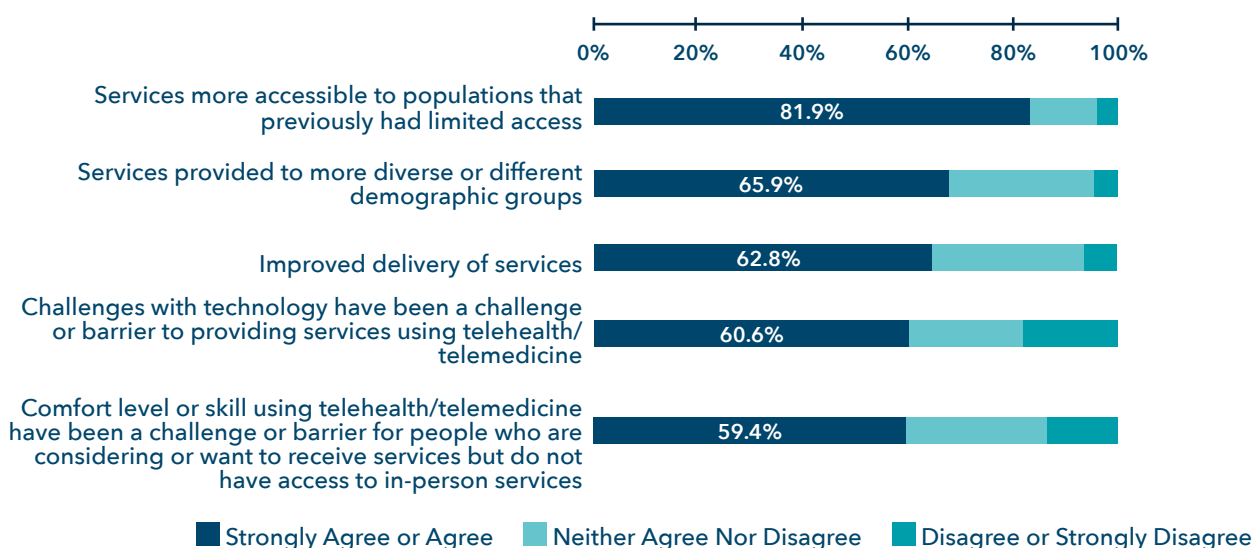 0% 20% 40% 60% 80% 100%
Services more accessible to populations that
previously had limited access
81.9%
Services provided to more diverse or different
demographic groups
65.9%
Improved delivery of services
62.8%
Challenges with technology have been a challenge
or barrier to providing services using telehealth/
telemedicine
60.6%
Comfort level or skill using telehealth/telemedicine
have been a challenge or barrier for people who are
considering or want to receive services but do not
have access to in-person services
59.4%
Strongly Agree or Agree Neither Agree Nor Disagree Disagree or Strongly Disagree